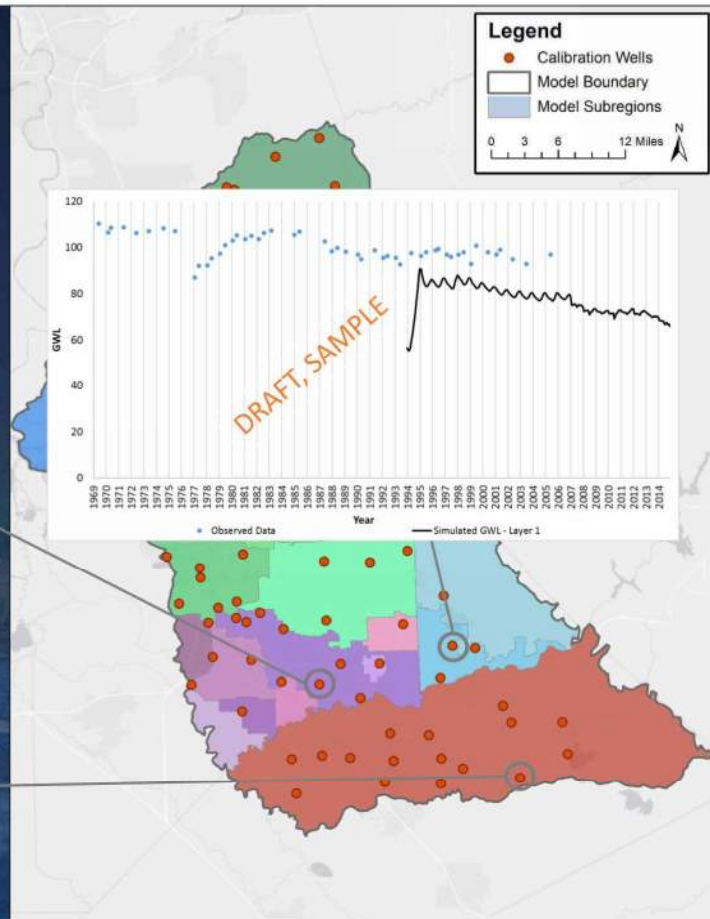 Legend
Calibration Wells
Model Boundary
Model Subregions
0 3 6 12 Miles
N
120
100
80
60
40
20
0
GWL
DRAFT, SAMPLE
1969 1970 1971 1972 1973 1974 1975 1976 1977 1978 1979 1980 1981 1982 1983 1984 1985 1986 1987 1988 1989 1990 1991 1992 1993 1994 1995 1996 1997 1998 1999 2000 2001 2002 2003 2004 2005 2006 2007 2008 2009 2010 2011 2012 2013 2014
Year
Observed Data
Simulated GWL - Layer 1